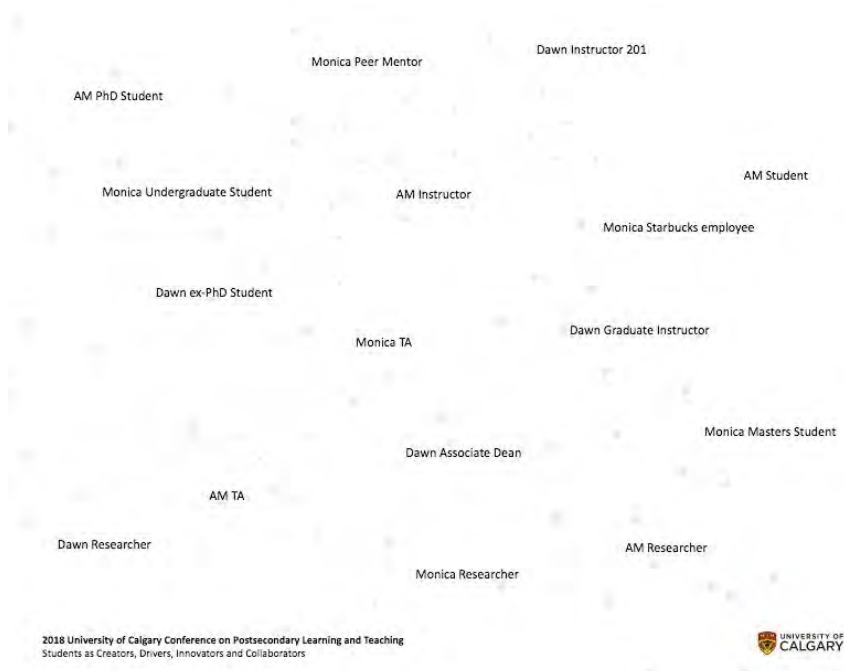 Dawn Instructor 201
Monica Peer Mentor
AM PhD Student
AM Student
Monica Undergraduate Student
AM Instructor
Monica Starbucks employee
Dawn ex-PhD Student
Dawn Graduate Instructor
Monica TA
Monica Masters Student
Dawn Associate Dean
AM TA
Dawn Researcher
AM Researcher
Monica Researcher
2018 University of Calgary Conference on Postsecondary Learning and Teaching
Students as Creators, Drivers, Innovators and Collaborators
UNIVERSITY OF
CALGARY